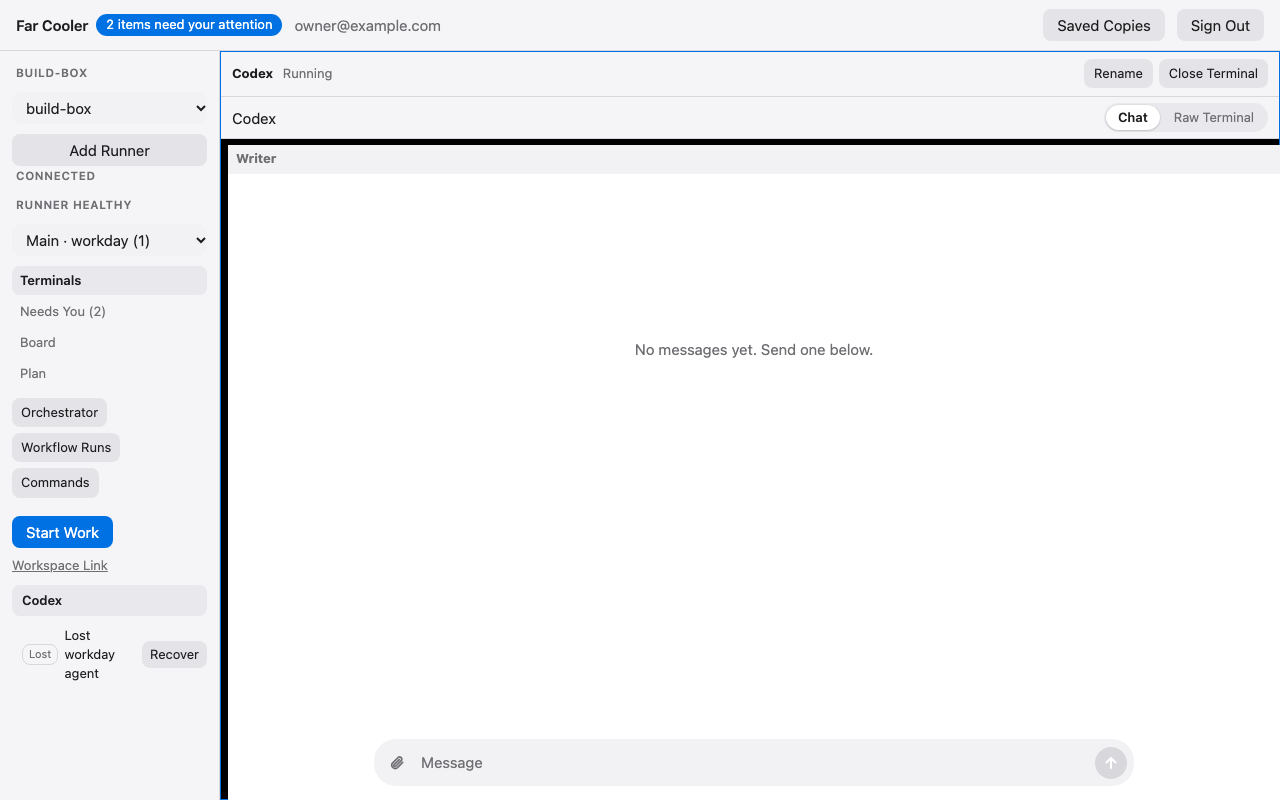 Far Cooler
2 items need your attention
owner@example.com
Saved Copies
Sign Out
BUILD-BOX
build-box
Add Runner
CONNECTED
RUNNER HEALTHY
Main · workday (1)
Terminals
Needs You (2)
Board
Plan
Orchestrator
Workflow Runs
Commands
Start Work
Workspace Link
Codex
Lost
Lost
workday
agent
Recover
Codex
Running
Rename
Close Terminal
Codex
Chat
Raw Terminal
Writer
No messages yet. Send one below.
Message